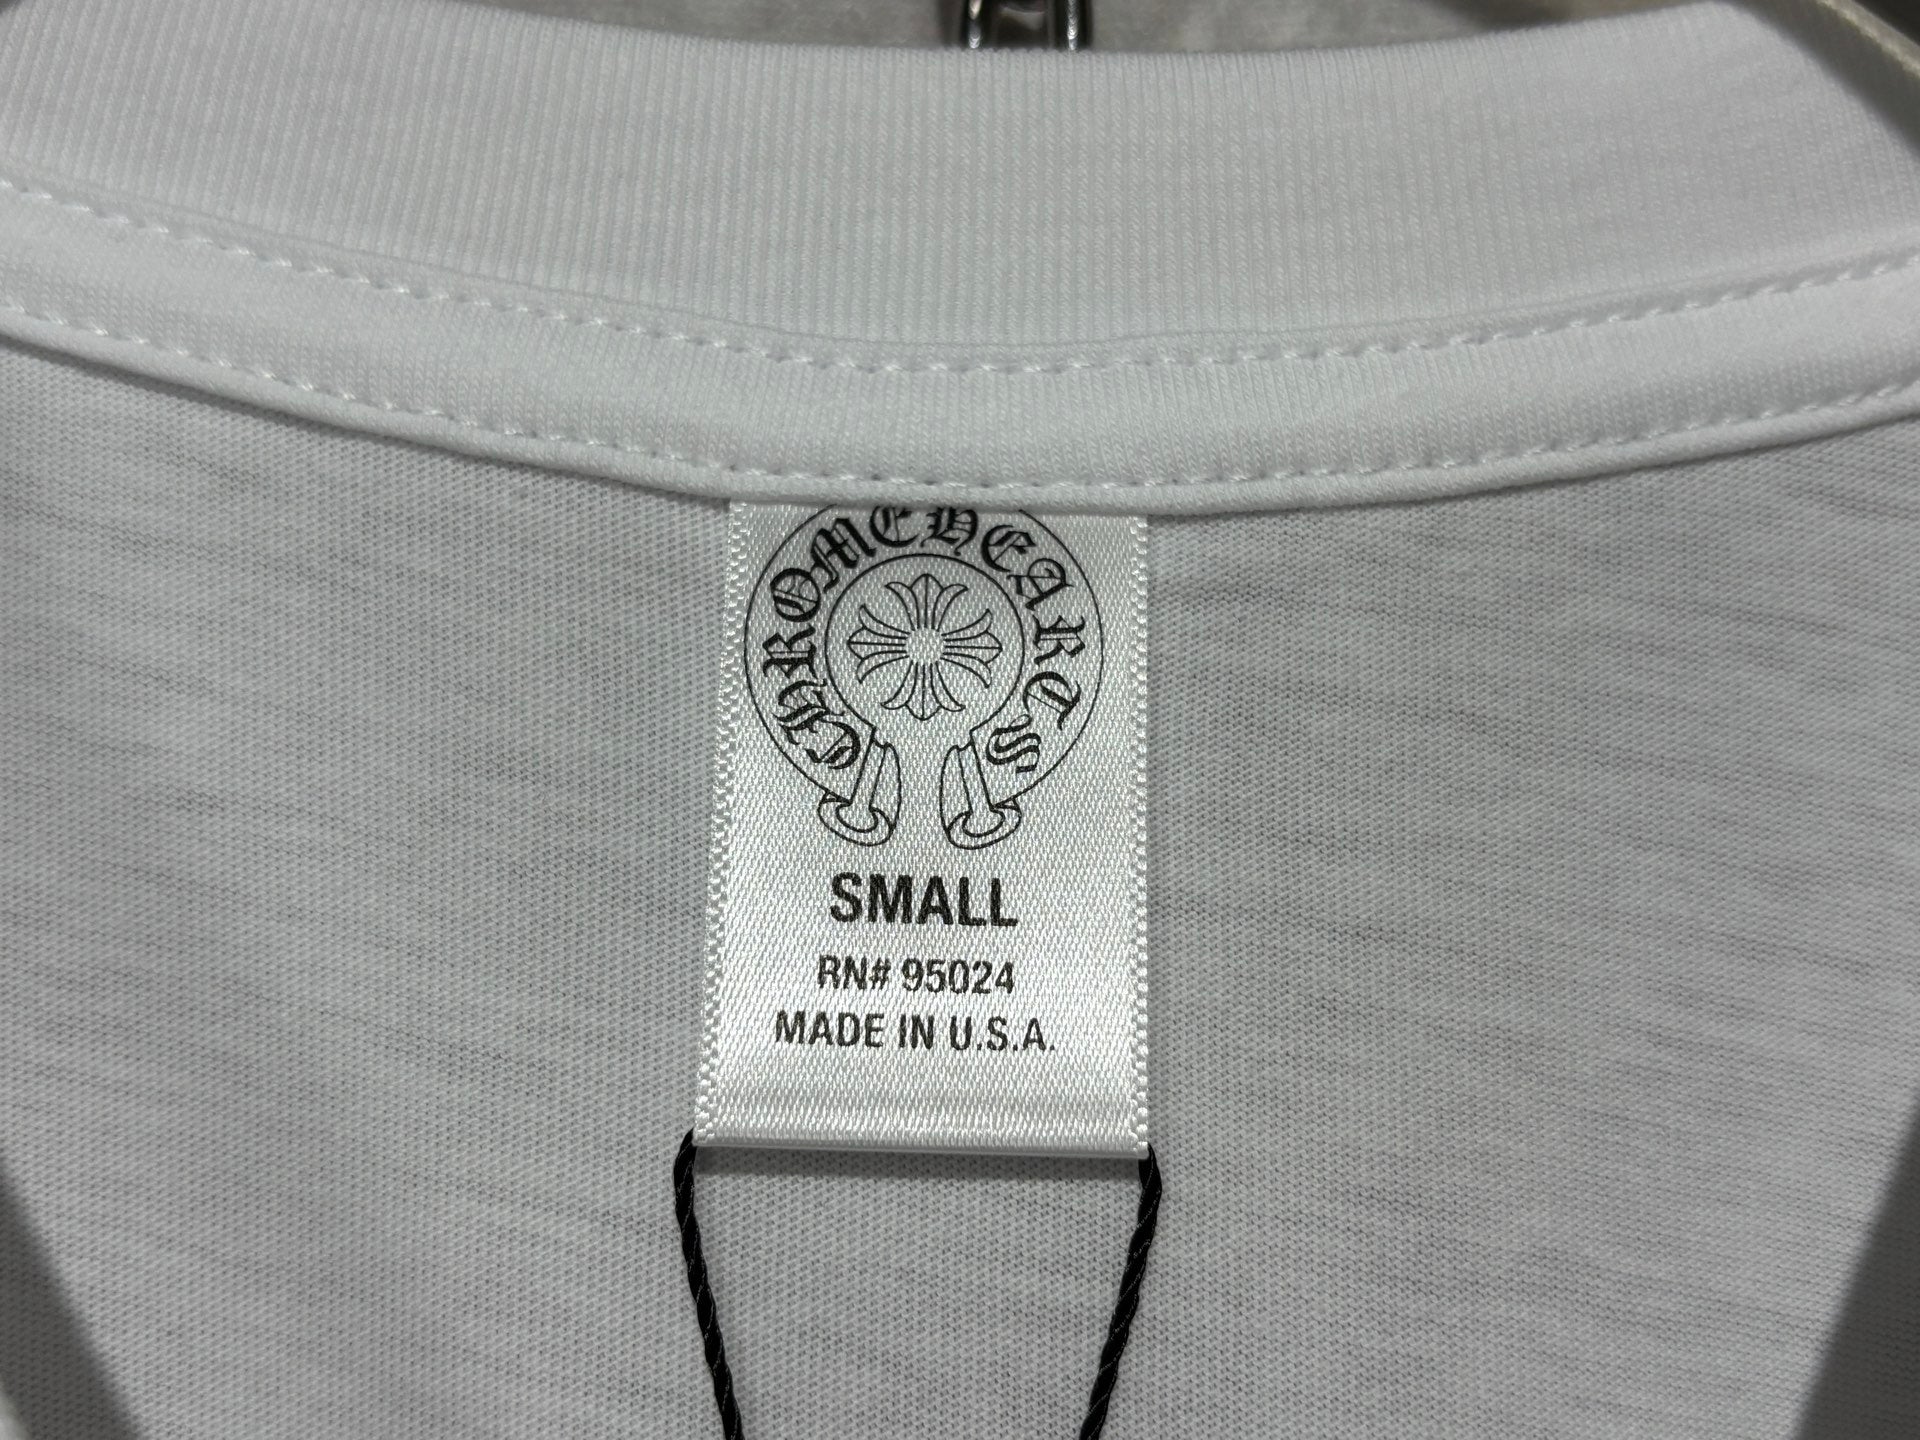 CHROME HEARTS
SMALL
RN# 95024
MADE IN U.S.A.